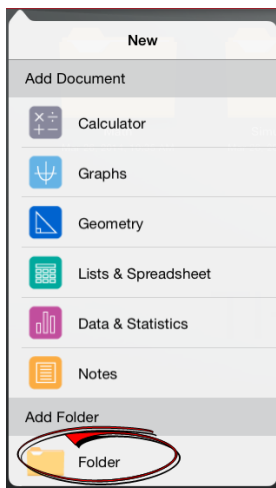 New
Add Document
Calculator
Graphs
Geometry
Lists & Spreadsheet
Data & Statistics
Notes
Add Folder
Folder